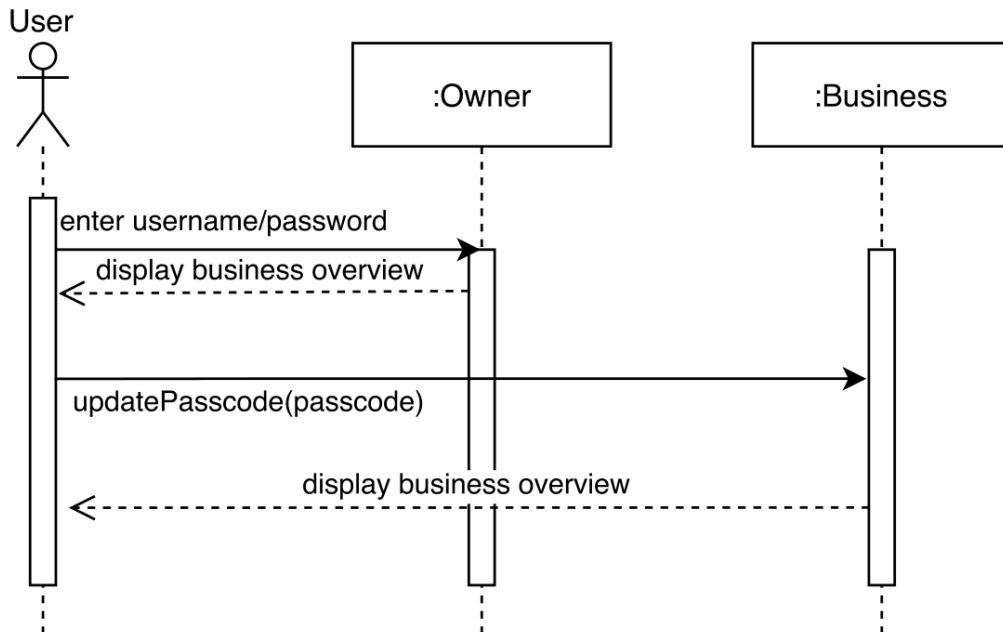 User
:Owner
:Business
enter username/password
display business overview
updatePasscode(passcode)
display business overview